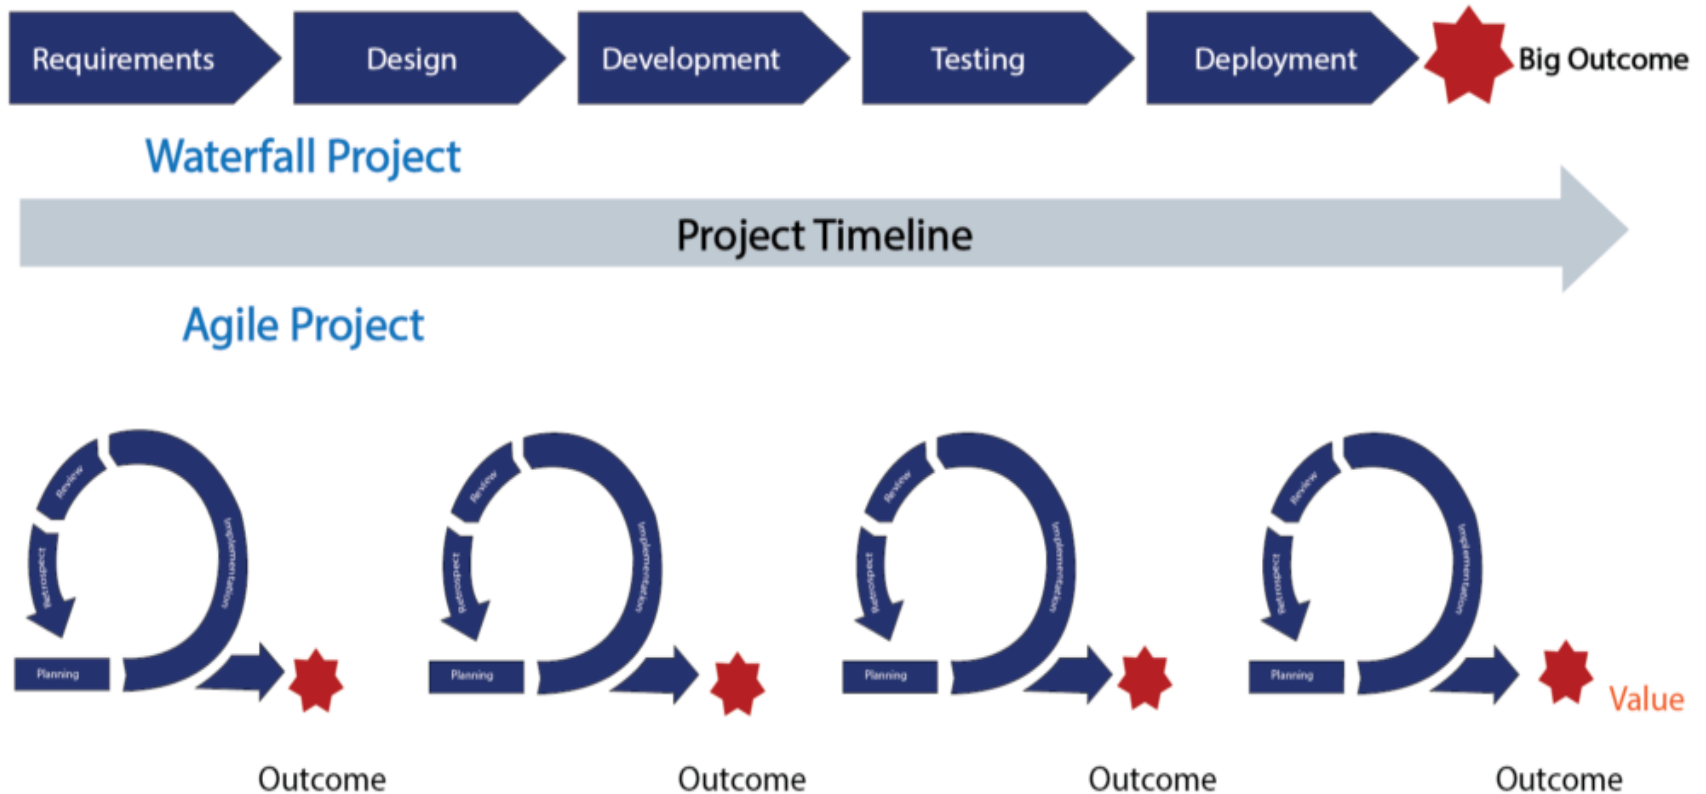 Requirements Design Development Testing Deployment Big Outcome
Waterfall Project
Project Timeline
Agile Project
Review
Implementation
Retrospect
Planning
Review
Implementation
Retrospect
Planning
Review
Implementation
Retrospect
Planning
Review
Implementation
Retrospect
Planning
Value
Outcome Outcome Outcome Outcome